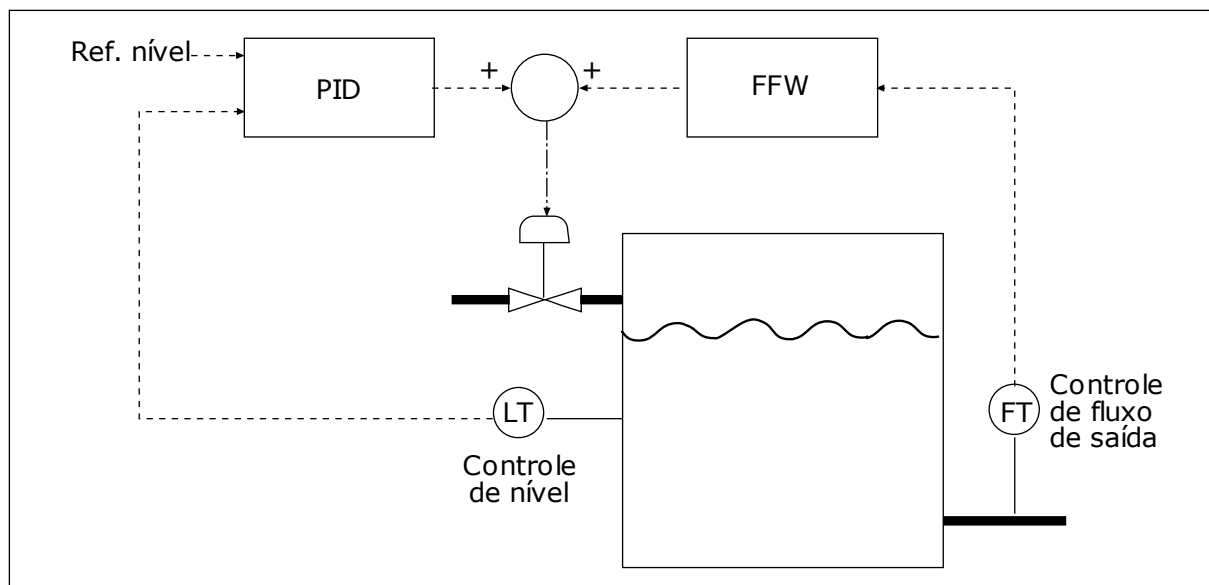 Ref. nível
PID
+
+
FFW
LT
Controle
de nível
FT
Controle
de fluxo
de saída